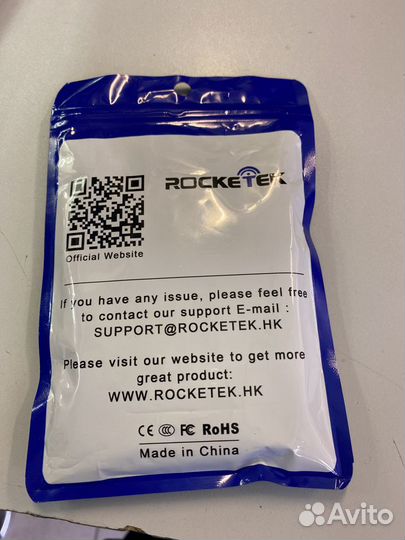 ROCKETEK
Official Website
If you have any issue, please feel free
to contact our support E-mail :
SUPPORT@ROCKETEK.HK
Please visit our website to get more
great product:
WWW.ROCKETEK.HK
CE CCC FC RoHS
Made in China
Avito